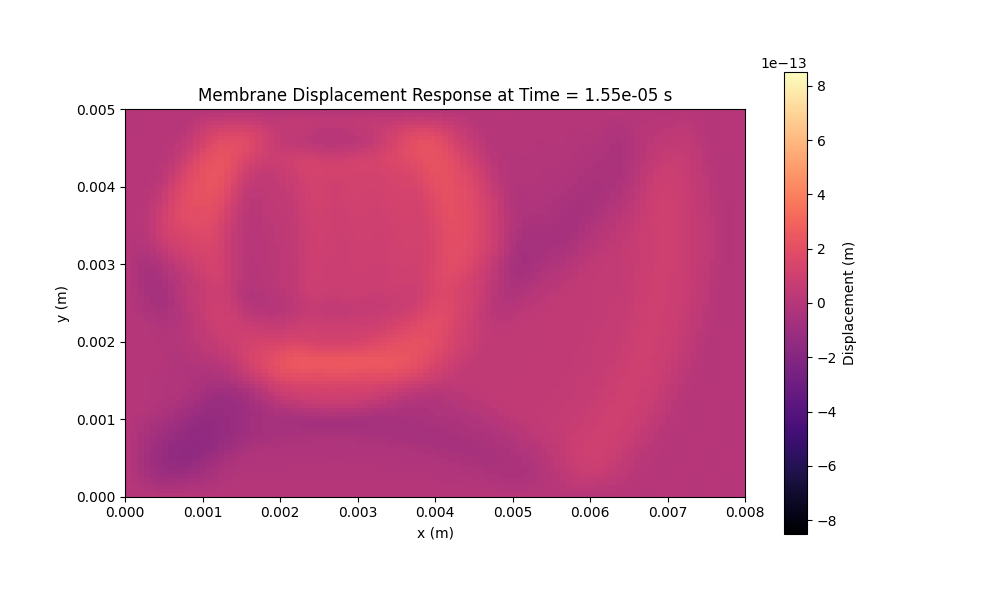 1e−13
Membrane Displacement Response at Time = 1.55e-05 s
0.005
0.004
0.003
0.002
0.001
0.000
y (m)
0.000 0.001 0.002 0.003 0.004 0.005 0.006 0.007 0.008
x (m)
8
6
4
2
0
−2
−4
−6
−8
Displacement (m)